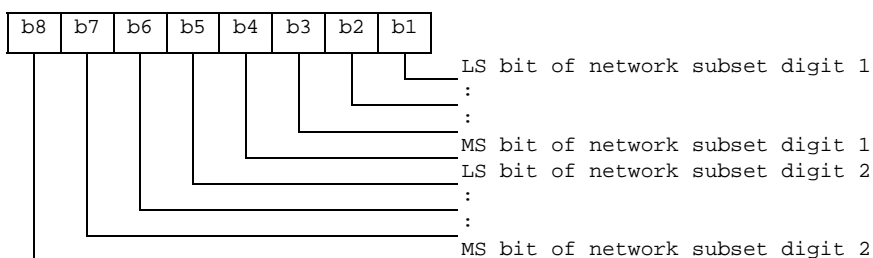 b8 b7 b6 b5 b4 b3 b2 b1
LS bit of network subset digit 1
:
:
MS bit of network subset digit 1
LS bit of network subset digit 2
:
:
MS bit of network subset digit 2